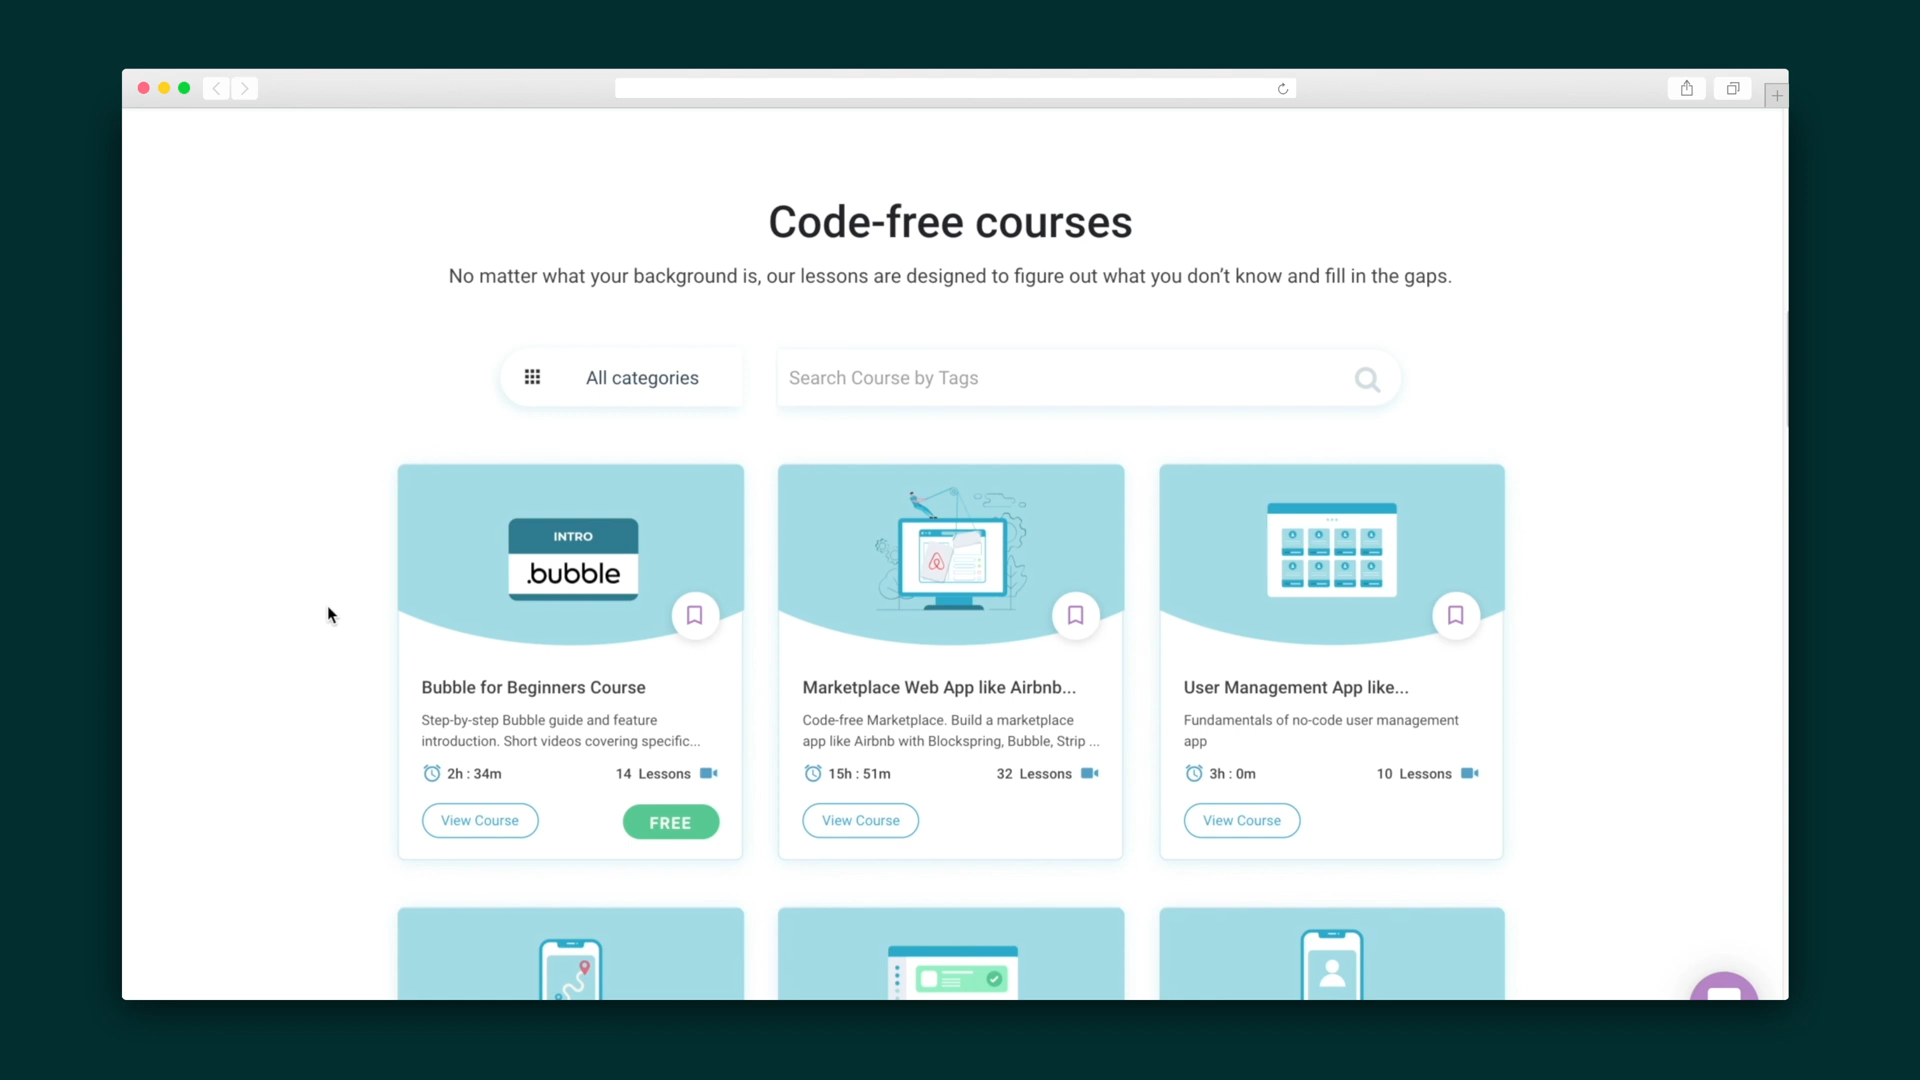 Code-free courses
No matter what your background is, our lessons are designed to figure out what you don’t know and fill in the gaps.
All categories
Search Course by Tags
INTRO
.bubble
Bubble for Beginners Course
Step-by-step Bubble guide and feature
introduction. Short videos covering specific...
2h : 34m
14 Lessons
View Course
FREE
Marketplace Web App like Airbnb...
Code-free Marketplace. Build a marketplace
app like Airbnb with Blockspring, Bubble, Strip ...
15h : 51m
32 Lessons
View Course
User Management App like...
Fundamentals of no-code user management
app
3h : 0m
10 Lessons
View Course